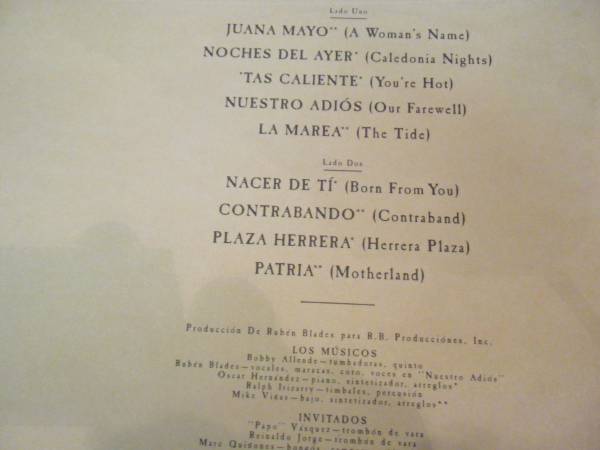 Lado Uno
JUANA MAYO** (A Woman's Name)
NOCHES DEL AYER* (Caledonia Nights)
'TAS CALIENTE* (You're Hot)
NUESTRO ADIÓS (Our Farewell)
LA MAREA** (The Tide)
Lado Dos
NACER DE TÍ* (Born From You)
CONTRABANDO** (Contraband)
PLAZA HERRERA* (Herrera Plaza)
PATRIA** (Motherland)
Producción De Rubén Blades para R.B. Producciónes, Inc.
LOS MÚSICOS
Bobby Allende—tumbadoras, quinto
Rubén Blades—vocales, maracas, coro, voces en "Nuestro Adiós"
Oscar Hernández—piano, sintetizador, arreglos*
Ralph Irizarry—timbales, percusión
Mike Viñas—bajo, sintetizador, arreglos**
INVITADOS
"Papo" Vásquez—trombón de vara
Reinaldo Jorge—trombón de vara
Marc Quiñones—bongós,